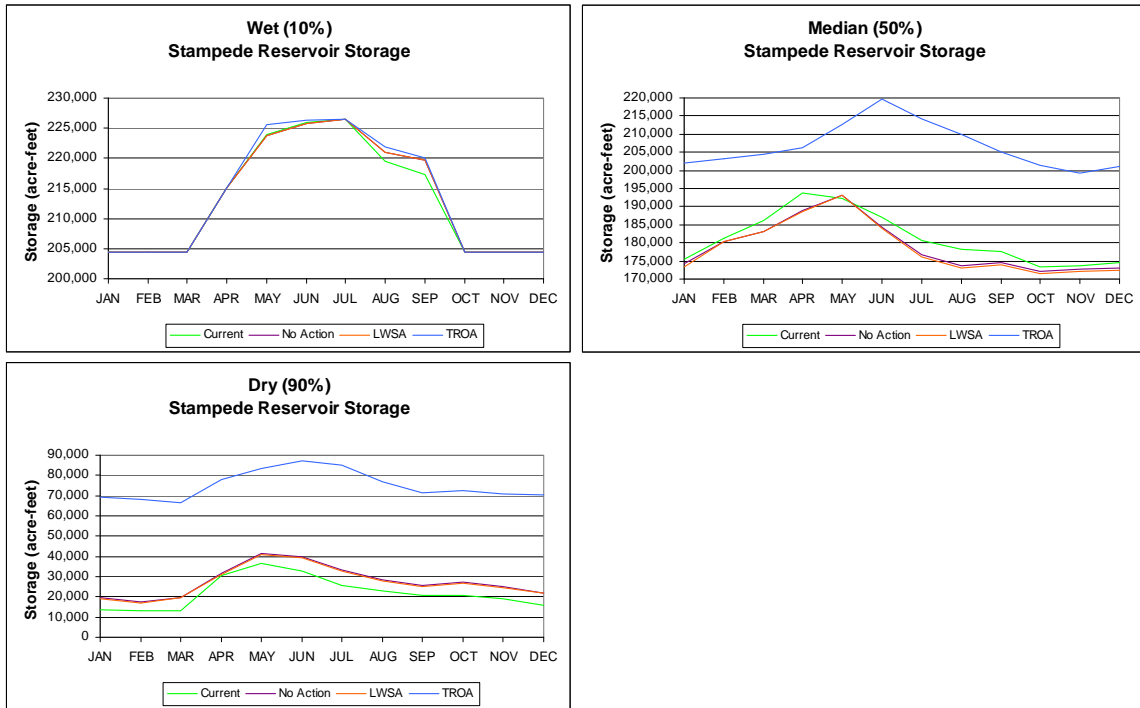 Wet (10%)
Stampede Reservoir Storage
Storage (acre-feet)
230,000
225,000
220,000
215,000
210,000
205,000
200,000
JAN FEB MAR APR MAY JUN JUL AUG SEP OCT NOV DEC
Current No Action LWSA TROA
Median (50%)
Stampede Reservoir Storage
Storage (acre-feet)
220,000
215,000
210,000
205,000
200,000
195,000
190,000
185,000
180,000
175,000
170,000
JAN FEB MAR APR MAY JUN JUL AUG SEP OCT NOV DEC
Current No Action LWSA TROA
Dry (90%)
Stampede Reservoir Storage
Storage (acre-feet)
90,000
80,000
70,000
60,000
50,000
40,000
30,000
20,000
10,000
0
JAN FEB MAR APR MAY JUN JUL AUG SEP OCT NOV DEC
Current No Action LWSA TROA